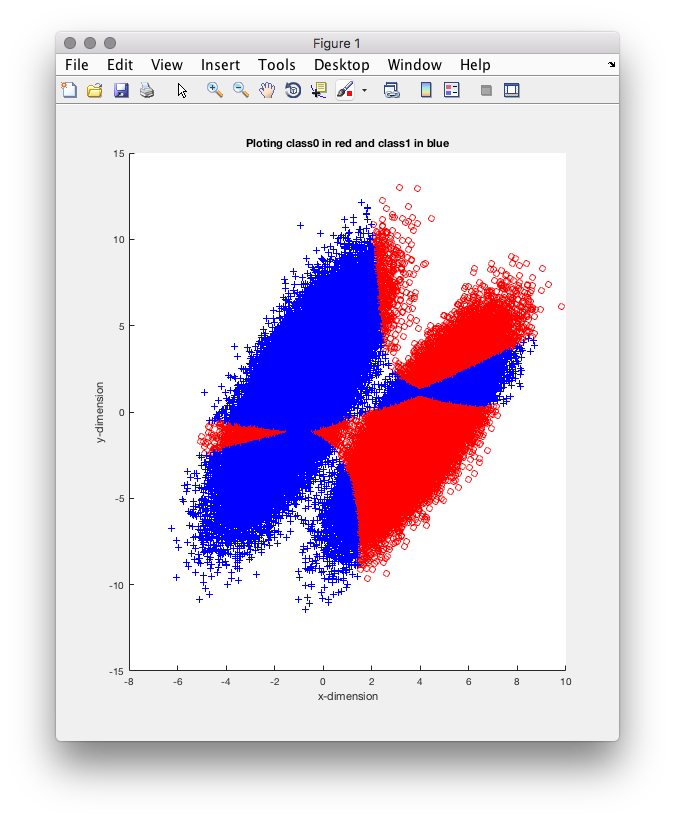 Figure 1
File Edit View Insert Tools Desktop Window Help
Ploting class0 in red and class1 in blue
15
10
5
0
-5
-10
-15
y-dimension
-8 -6 -4 -2 0 2 4 6 8 10
x-dimension